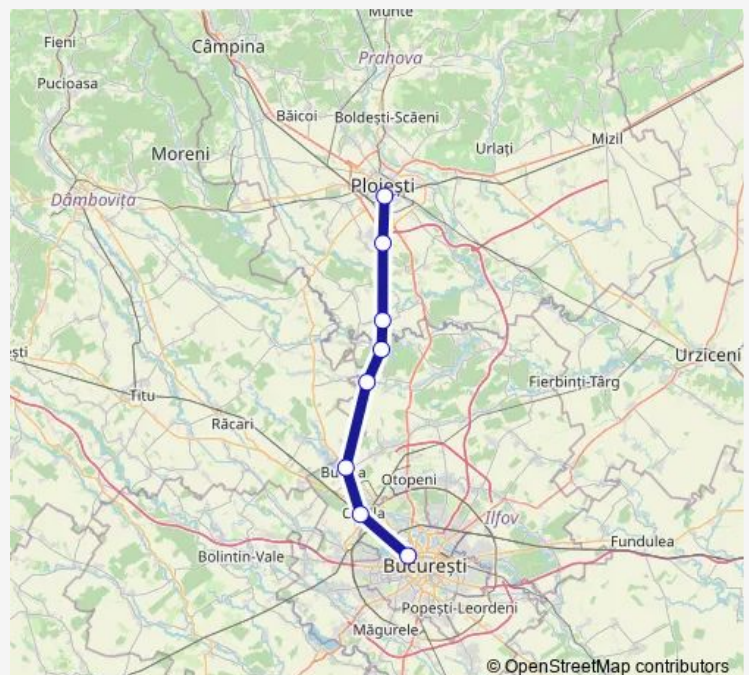 Munte
Fieni
Câmpina
Prahova
Pucioasa
Băicoi
Boldești-Scăeni
Moreni
Urlați
Mizil
Ploiești
Dâmbovița
ești
Urziceni
Titu
Fierbinți-Târg
Răcari
Otopeni
Ilfov
Bolintin-Vale
Fundulea
București
Popești-Leordeni
Măgurele
© OpenStreetMap contributors